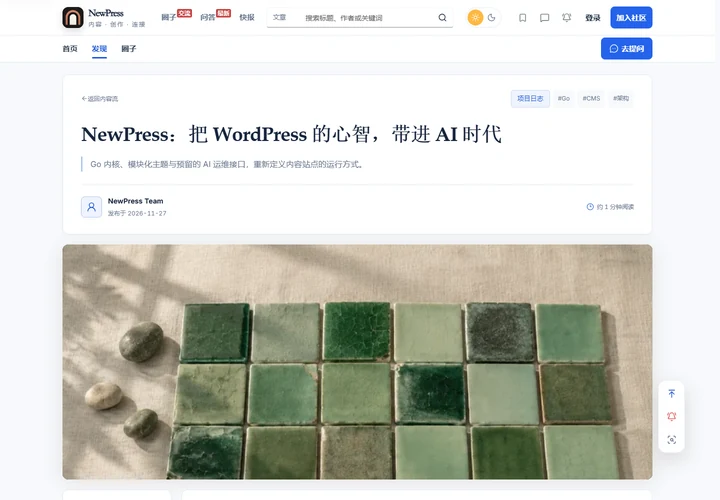 NewPress
内容 · 创作 · 连接
圈子
交流
问答
最新
快报
文章
搜索标题、作者或关键词
登录
加入社区
首页
发现
圈子
去提问
返回内容流
项目日志
#Go
#CMS
#架构
NewPress：把 WordPress 的心智，带进 AI 时代
Go 内核、模块化主题与预留的 AI 运维接口，重新定义内容站点的运行方式。
NewPress Team
发布于 2026-11-27
约 1 分钟阅读